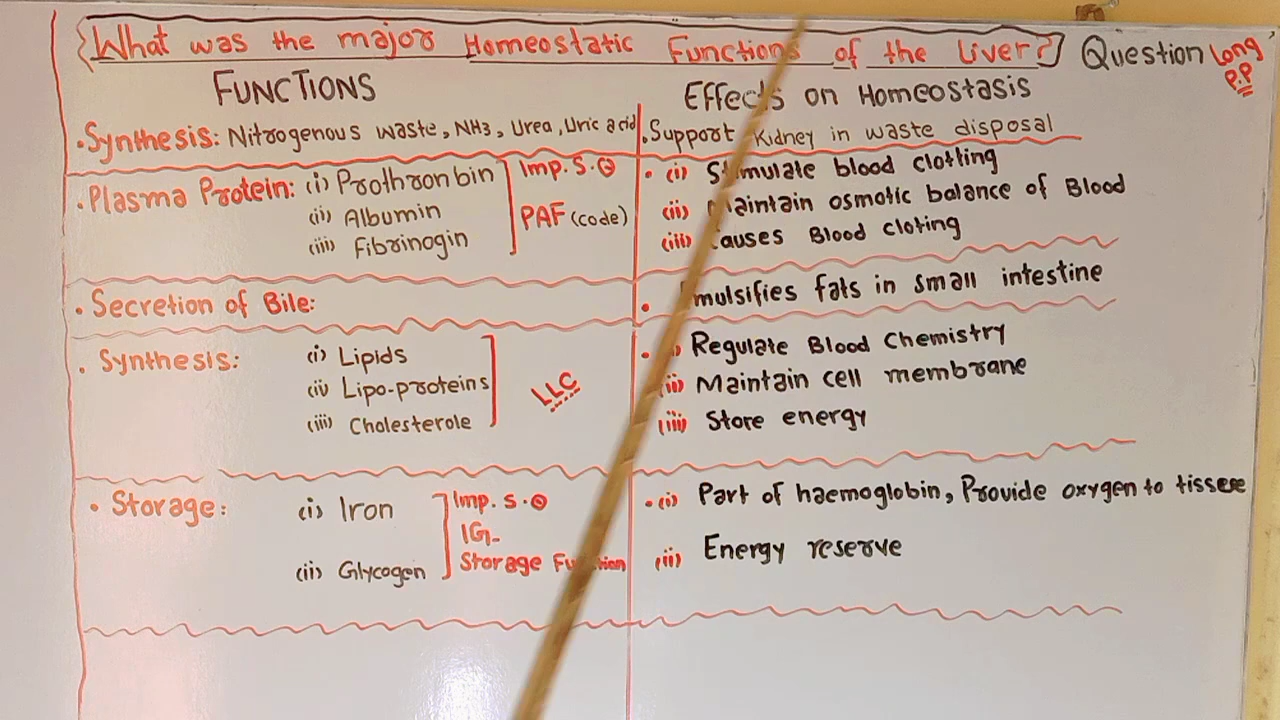 What was the major Homeostatic Functions of the Liver? Question Long P.P
FUNCTIONS Effects on Homeostasis
• Synthesis: Nitrogenous waste, NH3, Urea, Uric acid • Support Kidney in waste disposal
• Plasma Protein: (i) Prothronbin Imp. S.Q • (i) Stimulate blood clotting
(ii) Albumin PAF (code) (ii) Maintain osmotic balance of Blood
(iii) Fibrinogin (iii) Causes Blood cloting
• Secretion of Bile: • Emulsifies fats in small intestine
• Synthesis: (i) Lipids • Regulate Blood Chemistry
(ii) Lipo-proteins LLC (ii) Maintain cell membrane
(iii) Cholesterole (iii) Store energy
• Storage: (i) Iron Imp. S.Q • (i) Part of haemoglobin, Provide oxygen to tissee
IG-
(ii) Glycogen Storage Function (ii) Energy reserve